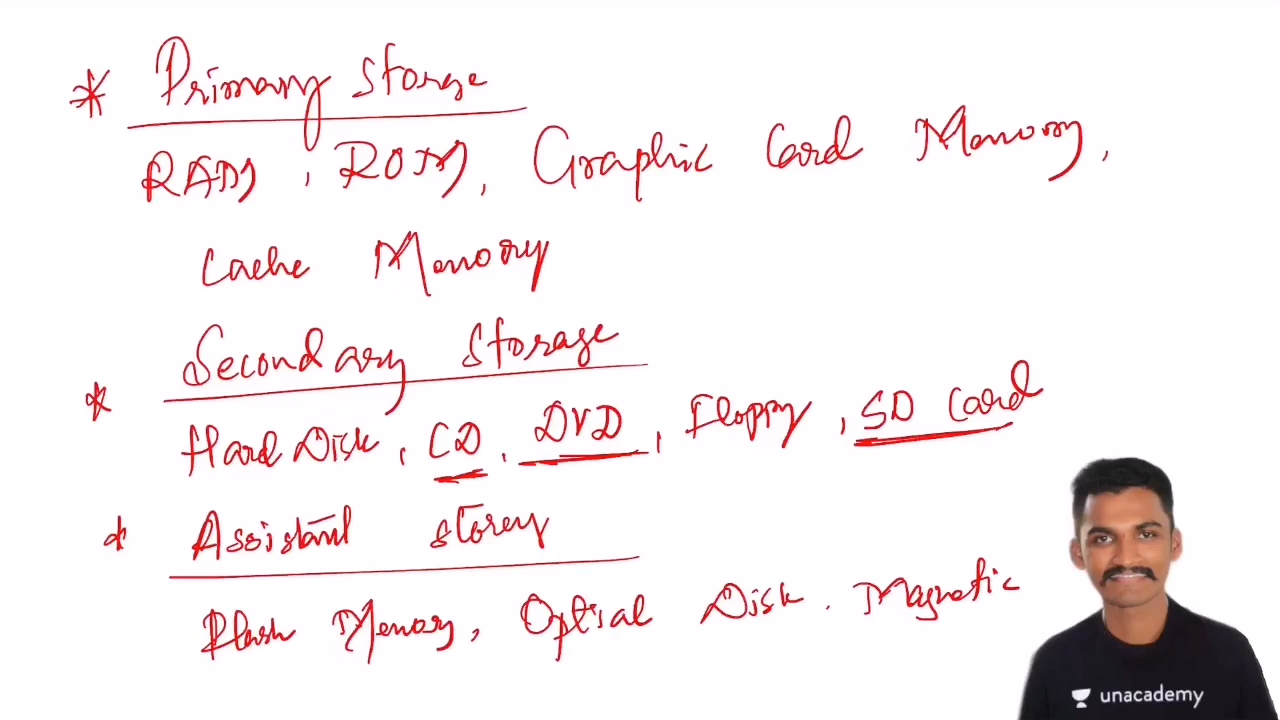 * Primary Storage
RAM, ROM, Graphic Card Memory,
Cache Memory
* Secondary Storage
Hard Disk, CD, DVD, Floppy, SD Card
* Assistant Storey
Flash Memory, Optial Disk. Magnetic
unacademy